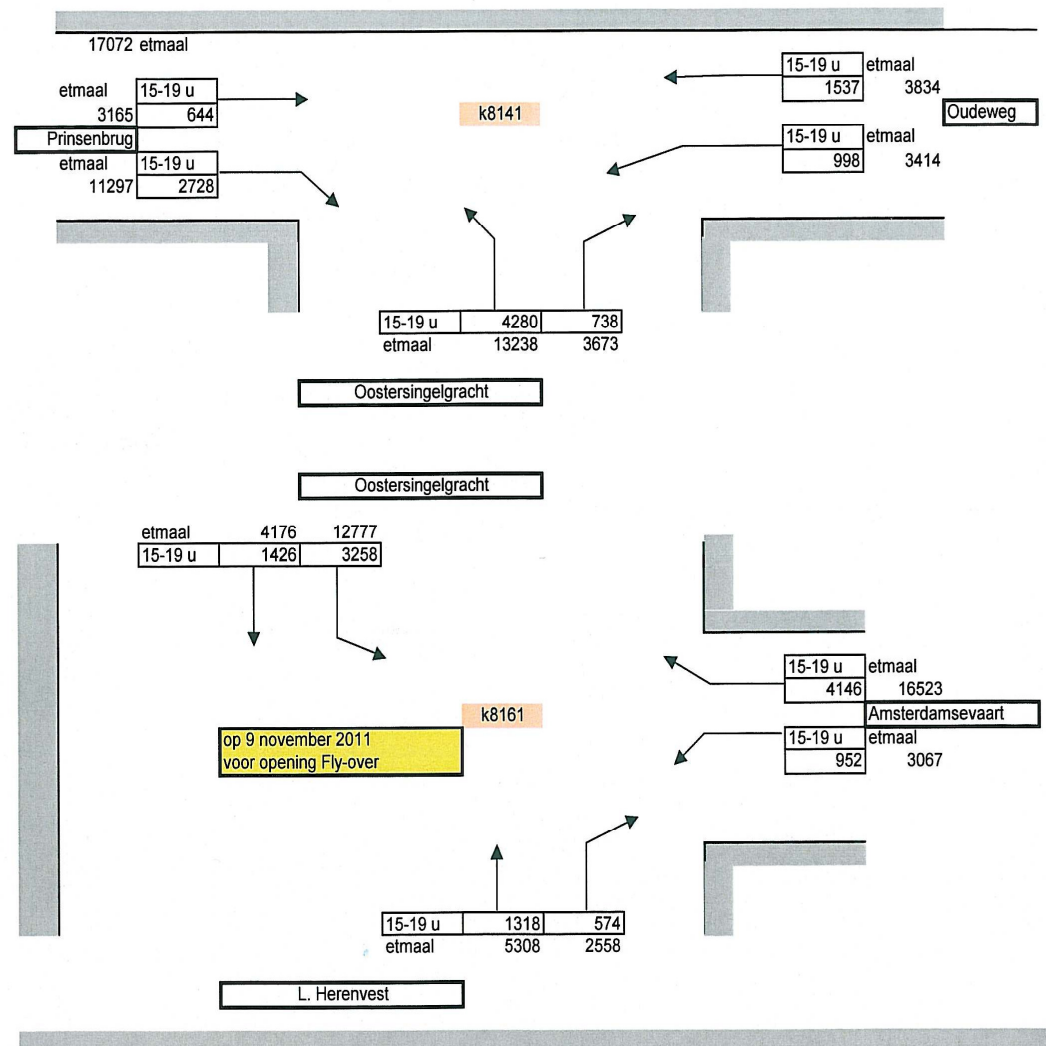 17072 etmaal
etmaal 15-19 u
3165 644
Prinsenbrug
etmaal 15-19 u
11297 2728
k8141
15-19 u etmaal
1537 3834
Oudeweg
15-19 u etmaal
998 3414
15-19 u 4280 738
etmaal 13238 3673
Oostersingelgracht
Oostersingelgracht
etmaal 4176 12777
15-19 u 1426 3258
15-19 u etmaal
4146 16523
Amsterdamsevaart
15-19 u etmaal
952 3067
k8161
op 9 november 2011
voor opening Fly-over
15-19 u 1318 574
etmaal 5308 2558
L. Herenvest